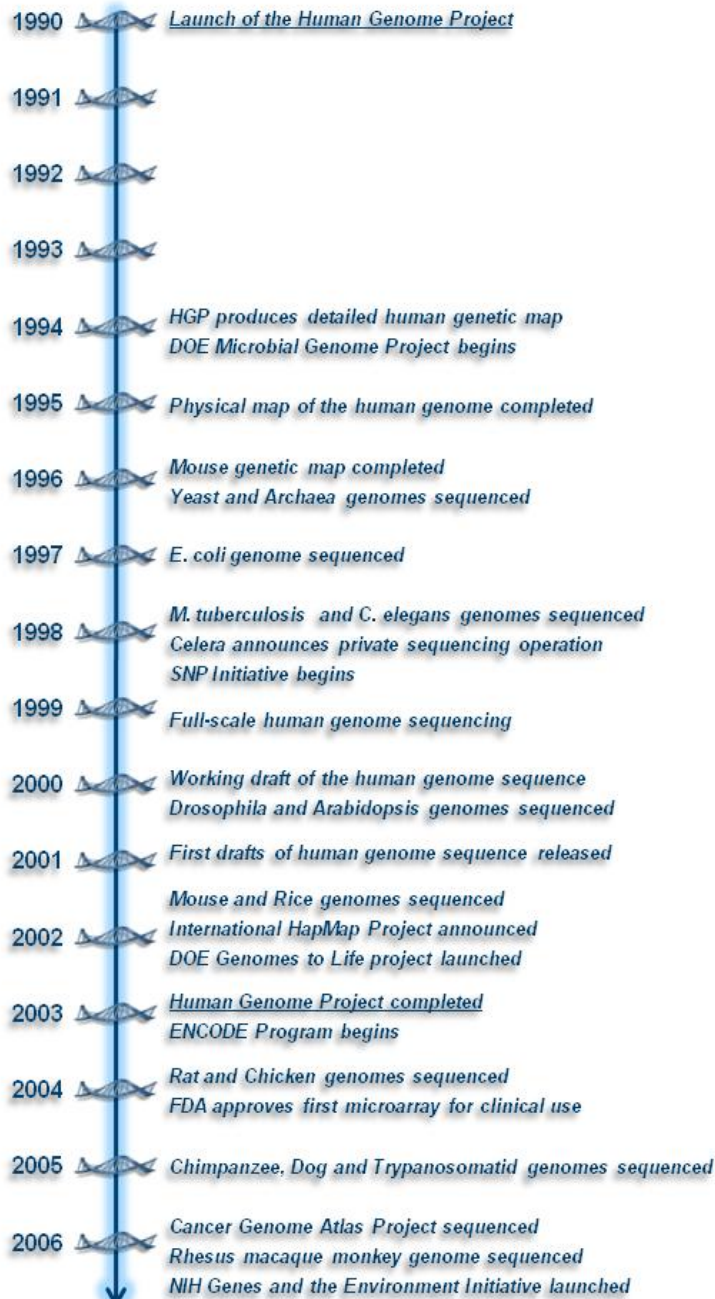 1990 Launch of the Human Genome Project
1991
1992
1993
1994
HGP produces detailed human genetic map
DOE Microbial Genome Project begins
1995 Physical map of the human genome completed
1996
Mouse genetic map completed
Yeast and Archaea genomes sequenced
1997 E. coli genome sequenced
1998
M. tuberculosis and C. elegans genomes sequenced
Celera announces private sequencing operation
SNP Initiative begins
1999 Full-scale human genome sequencing
2000
Working draft of the human genome sequence
Drosophila and Arabidopsis genomes sequenced
2001 First drafts of human genome sequence released
2002
Mouse and Rice genomes sequenced
International HapMap Project announced
DOE Genomes to Life project launched
2003
Human Genome Project completed
ENCODE Program begins
2004
Rat and Chicken genomes sequenced
FDA approves first microarray for clinical use
2005 Chimpanzee, Dog and Trypanosomatid genomes sequenced
2006
Cancer Genome Atlas Project sequenced
Rhesus macaque monkey genome sequenced
NIH Genes and the Environment Initiative launched